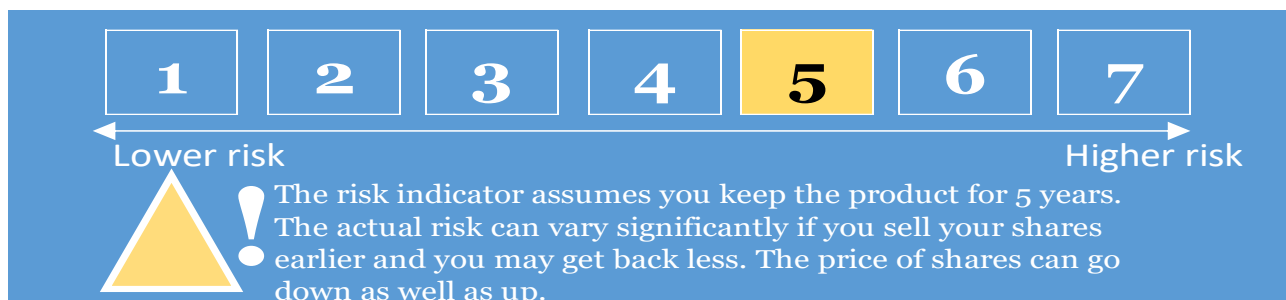 1 2 3 4 5 6 7
Lower risk Higher risk
! The risk indicator assumes you keep the product for 5 years.
The actual risk can vary significantly if you sell your shares
earlier and you may get back less. The price of shares can go
down as well as up.